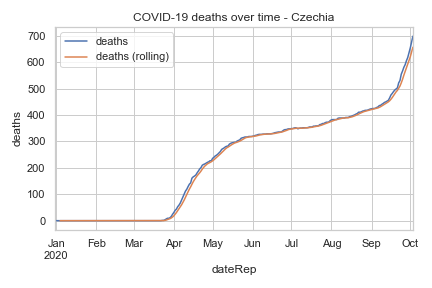 COVID-19 deaths over time - Czechia
deaths
deaths (rolling)
700
600
500
400
300
200
100
0
deaths
Jan Feb Mar Apr May Jun Jul Aug Sep Oct
2020
dateRep